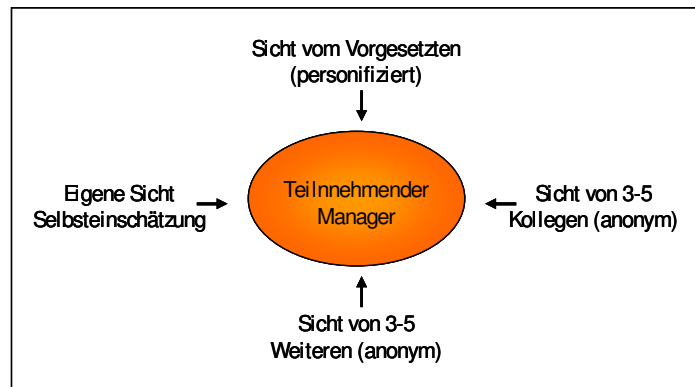 Sicht vom Vorgesetzten
(personifiziert)
Eigene Sicht
Selbsteinschätzung
Teilnnehmender
Manager
Sicht von 3-5
Kollegen (anonym)
Sicht von 3-5
Weiteren (anonym)